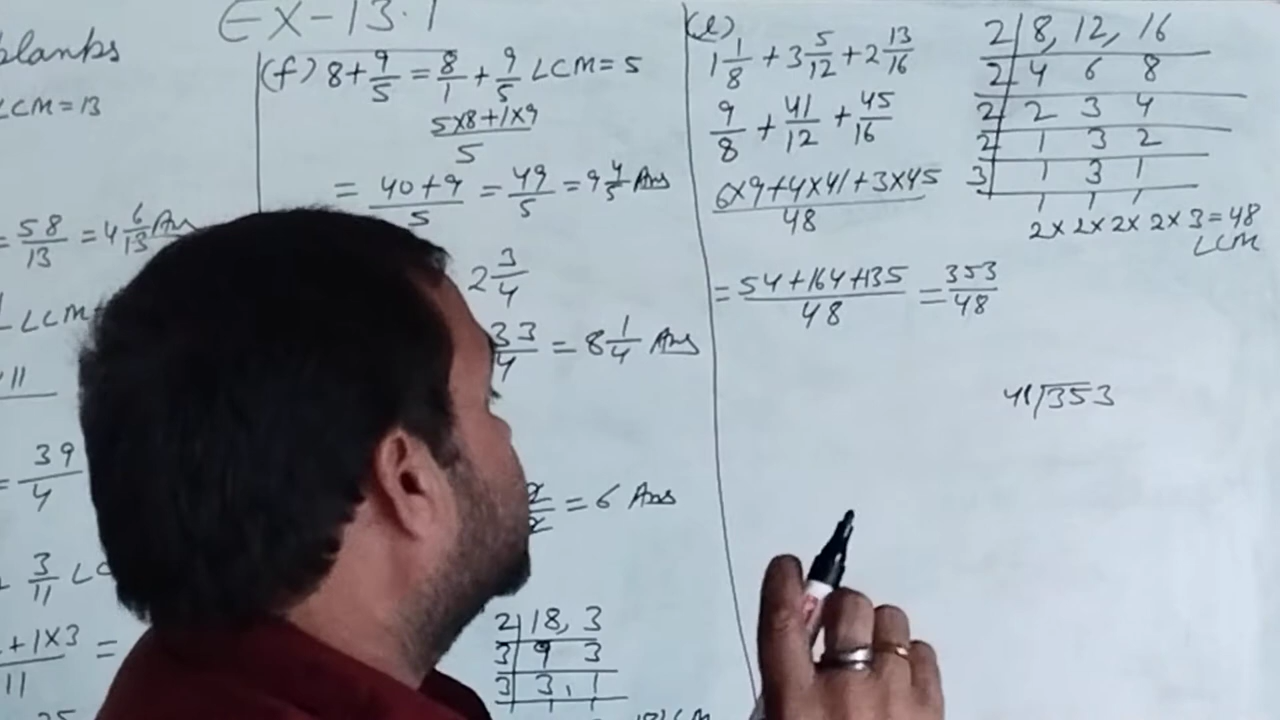 Ex-13.1
blanks
LCM = 13
= 58/13 = 4 6/13 Ans
LCM
11
= 39/4
3/11 LC
+ 1×3 =
11
(f) 8 + 9/5 = 8/1 + 9/5 LCM = 5
5×8+1×9
5
= 40+9/5 = 49/5 = 9 4/5 Ans
2 3/4
33/4 = 8 1/4 Ans
= 6 Ans
2 | 18, 3
3 | 9 3
3 | 3, 1
(l)
1 1/8 + 3 5/12 + 2 13/16
9/8 + 41/12 + 45/16
6×9+4×41+3×45
48
= 54+164+135/48 = 353/48
2 | 8, 12, 16
2 | 4 6 8
2 | 2 3 4
2 | 1 3 2
3 | 1 3 1
1 1 1
2×2×2×2×3=48
LCM
353